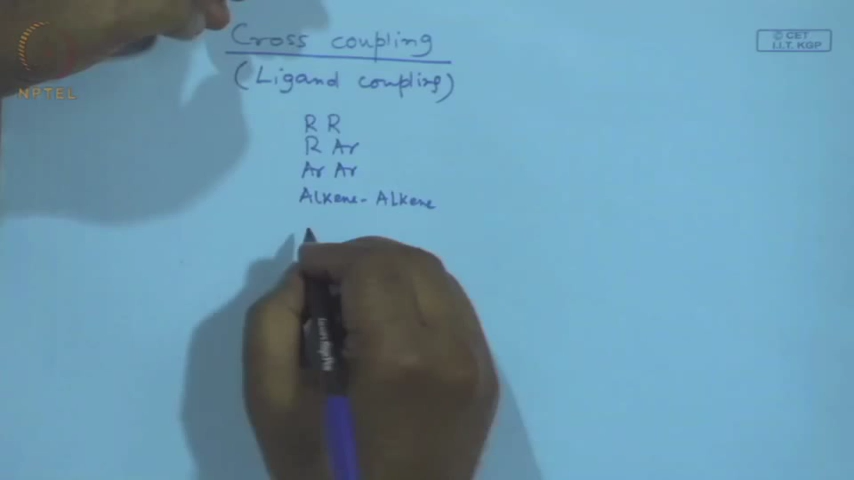 Cross coupling
(Ligand coupling)
R R
R Ar
Ar Ar
Alkene- Alkene
© CET
I.I.T. KGP
NPTEL